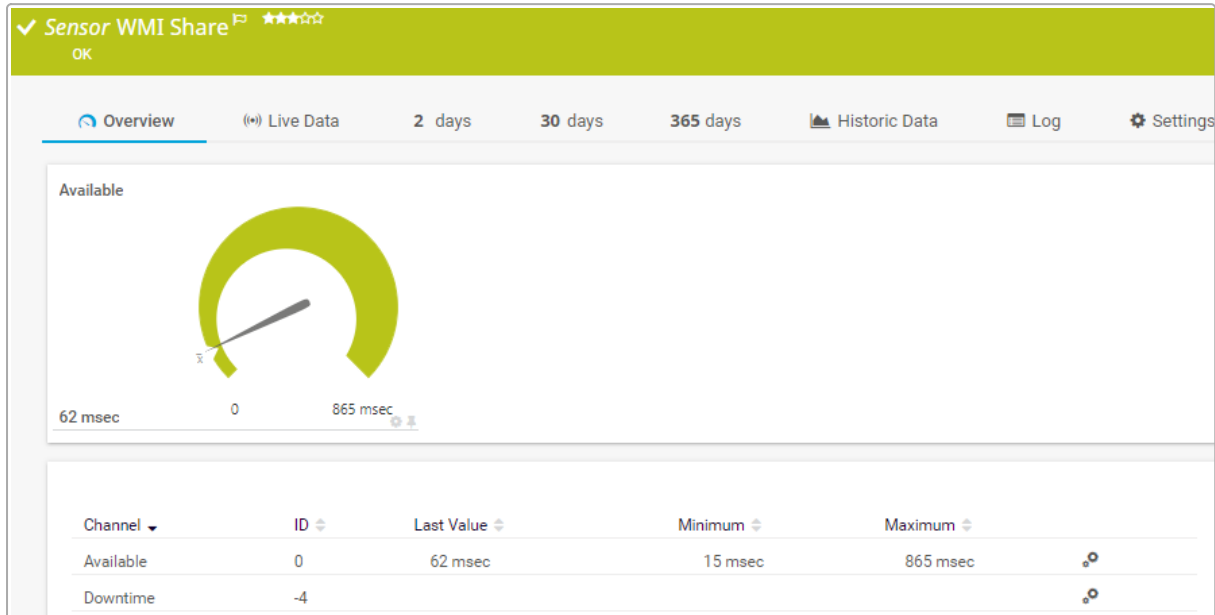 Sensor WMI Share
OK
Overview Live Data 2 days 30 days 365 days Historic Data Log Settings
Available
x̄
0 865 msec
62 msec
Channel ID Last Value Minimum Maximum
Available 0 62 msec 15 msec 865 msec
Downtime -4